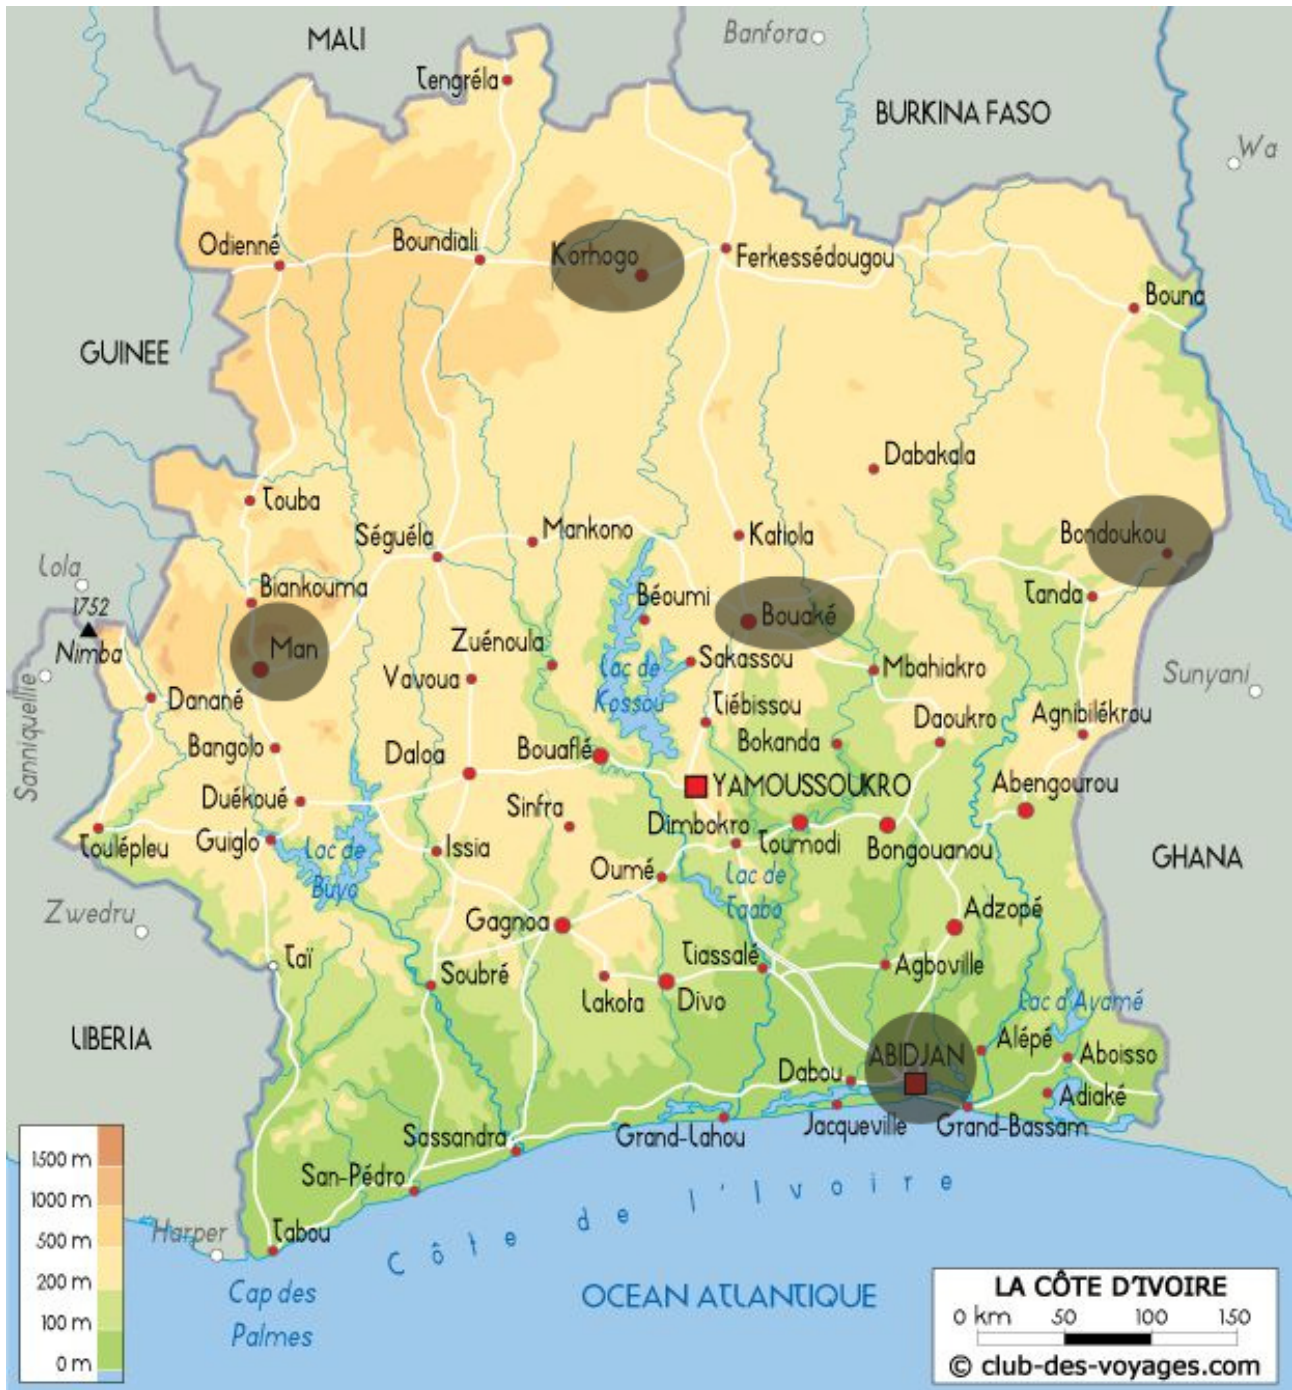 MALI
Banfora
Tengréla
BURKINA FASO
Wa
Odienné
Boundiali
Korhogo
Ferkessédougou
Bouna
GUINEE
Dabakala
Touba
Séguéla
Mankono
Katiola
Bondoukou
Lola
1752
Nimba
Biankouma
Béoumi
Bouaké
Tanda
Man
Zuénoula
Lac de
Kossou
Sakassou
Mbahiakro
Sunyani
Sanniquellie
Danané
Vavoua
Tiébissou
Daoukro
Agnibilékrou
Bangolo
Daloa
Bouaflé
Bokanda
YAMOUSSOUKRO
Abengourou
Duékoué
Sinfra
Dimbokro
Toumodi
Bongouanou
Toulépleu
Guiglo
Lac de
Buyo
Issia
Oumé
Lac de
Taabo
GHANA
Zwedru
Gagnoa
Adzopé
Taï
Soubré
Tiassalé
Agboville
Lakota
Divo
Lac d'Ayamé
LIBERIA
ABIDJAN
Alépé
Aboisso
Dabou
Adiaké
Sassandra
Grand-Lahou
Jacqueville
Grand-Bassam
San-Pédro
Harper
Tabou
Côte de l'Ivoire
Cap des
Palmes
OCEAN ATLANTIQUE
1500 m
1000 m
500 m
200 m
100 m
0 m
LA CÔTE D'IVOIRE
0 km 50 100 150
© club-des-voyages.com